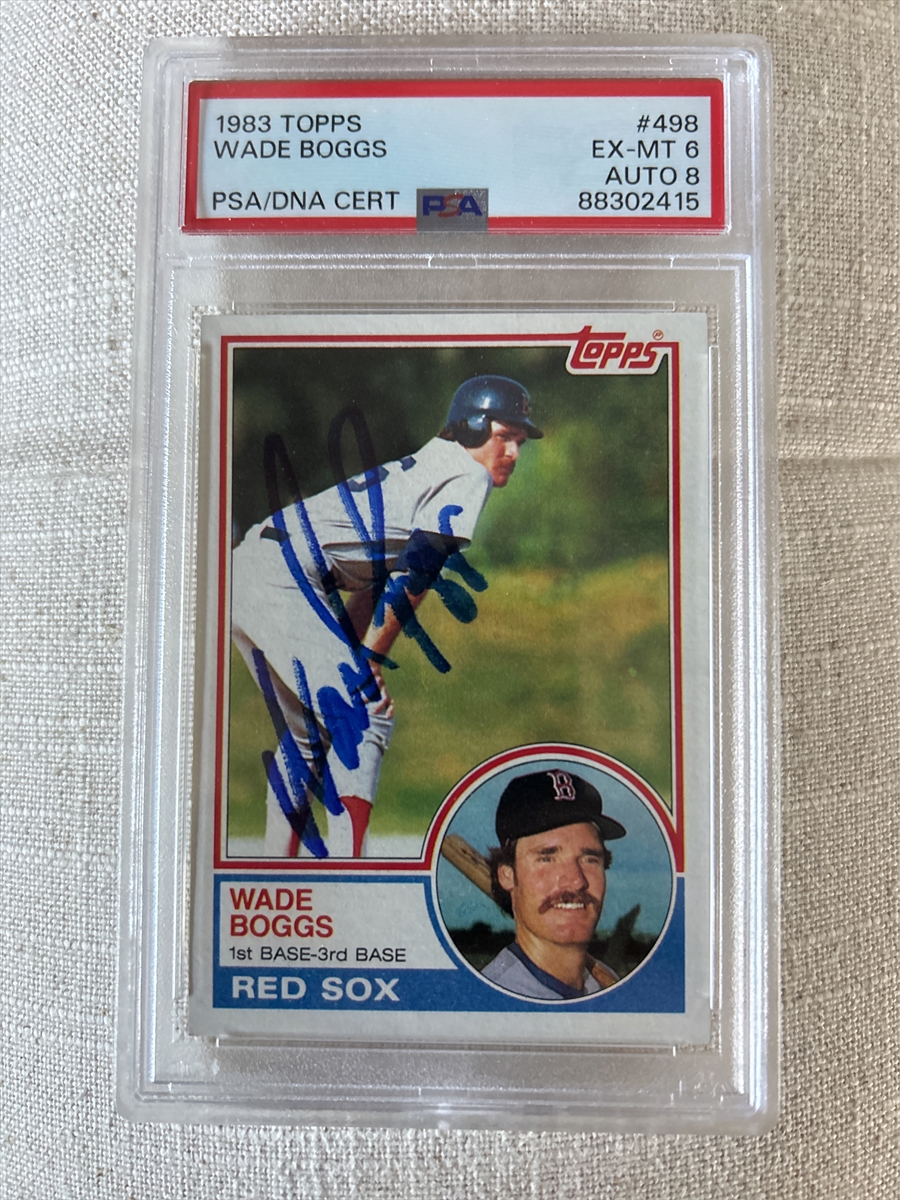 1983 TOPPS #498
WADE BOGGS EX-MT 6
AUTO 8
PSA/DNA CERT PSA 88302415
Topps
B
WADE
BOGGS
1st BASE-3rd BASE
RED SOX